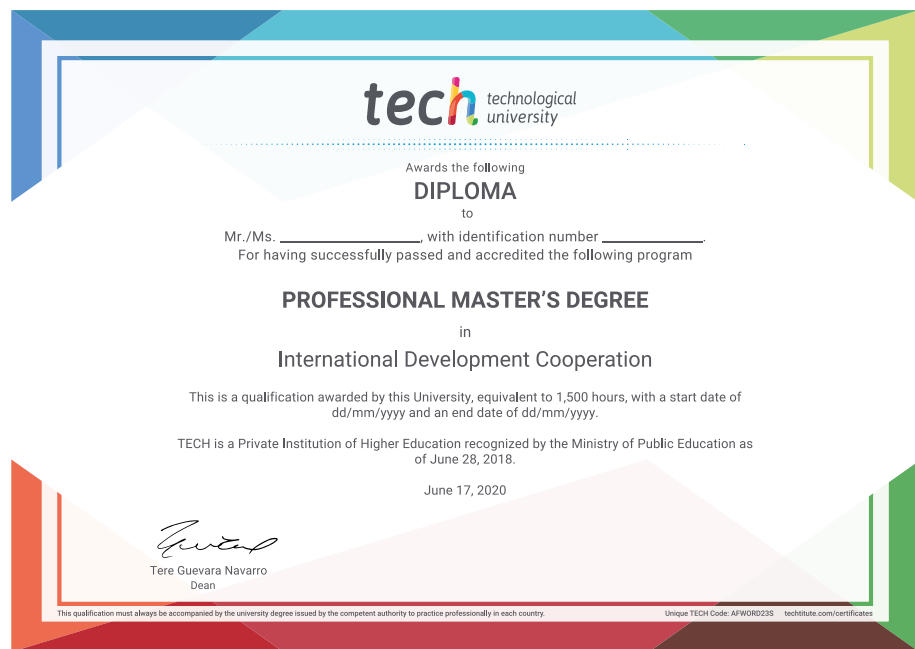 tech technological
university
Awards the following
DIPLOMA
to
Mr./Ms. ____________________, with identification number ______________.
For having successfully passed and accredited the following program
PROFESSIONAL MASTER'S DEGREE
in
International Development Cooperation
This is a qualification awarded by this University, equivalent to 1,500 hours, with a start date of
dd/mm/yyyy and an end date of dd/mm/yyyy.
TECH is a Private Institution of Higher Education recognized by the Ministry of Public Education as
of June 28, 2018.
June 17, 2020
Tere Guevara Navarro
Dean
This qualification must always be accompanied by the university degree issued by the competent authority to practice professionally in each country. Unique TECH Code: AFWORD23S techtitute.com/certificates